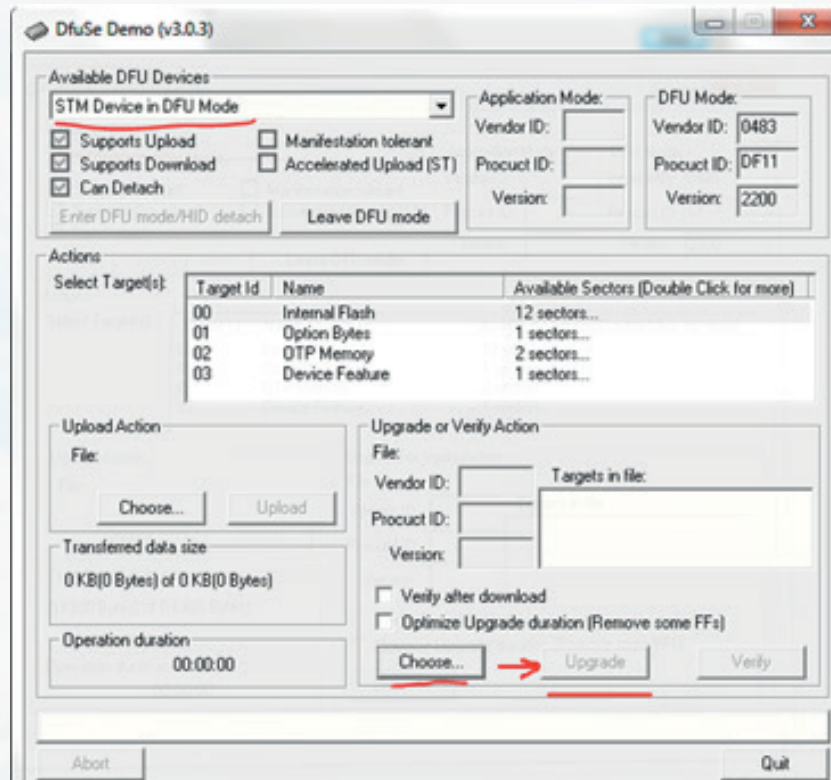 DfuSe Demo (v3.0.3)
Available DFU Devices
STM Device in DFU Mode
Supports Upload
Manifestation tolerant
Supports Download
Accelerated Upload (ST)
Can Detach
Enter DFU mode/HID detach
Leave DFU mode
Application Mode:
Vendor ID:
Procuct ID:
Version:
DFU Mode:
Vendor ID: 0483
Procuct ID: DF11
Version: 2200
Actions
Select Target(s):
Target Id Name Available Sectors (Double Click for more)
00 Internal Flash 12 sectors...
01 Option Bytes 1 sectors...
02 OTP Memory 2 sectors...
03 Device Feature 1 sectors...
Upload Action
File:
Choose...
Upload
Transferred data size
0 KB(0 Bytes) of 0 KB(0 Bytes)
Operation duration
00:00:00
Upgrade or Verify Action
File:
Vendor ID:
Procuct ID:
Version:
Targets in file:
Verify after download
Optimize Upgrade duration (Remove some FFs)
Choose...
Upgrade
Verify
Abort
Quit